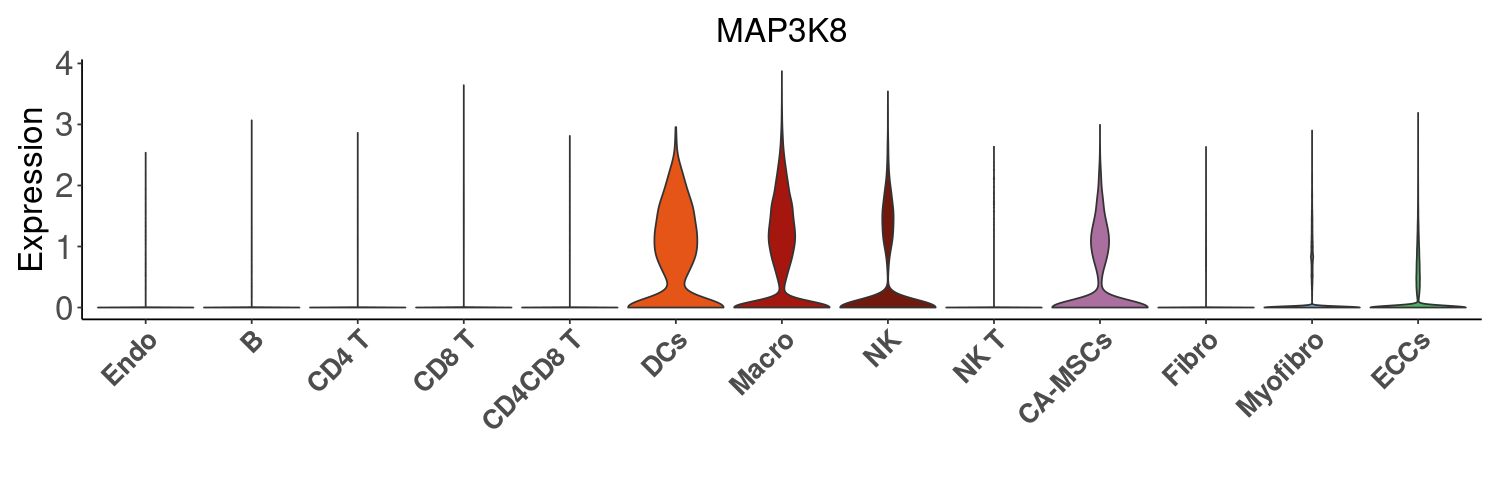 MAP3K8
Expression
4
3
2
1
0
Endo
B
CD4 T
CD8 T
CD4CD8 T
DCs
Macro
NK
NK T
CA-MSCs
Fibro
Myofibro
ECCs